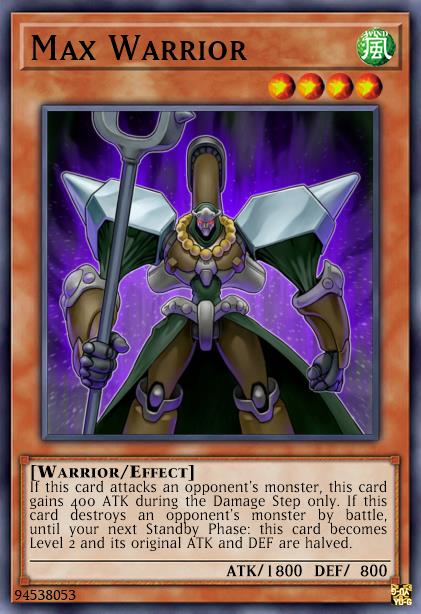 Max Warrior
WIND
風
[Warrior/Effect]
If this card attacks an opponent's monster, this card
gains 400 ATK during the Damage Step only. If this
card destroys an opponent's monster by battle,
until your next Standby Phase: this card becomes
Level 2 and its original ATK and DEF are halved.
ATK/1800 DEF/ 800
94538053